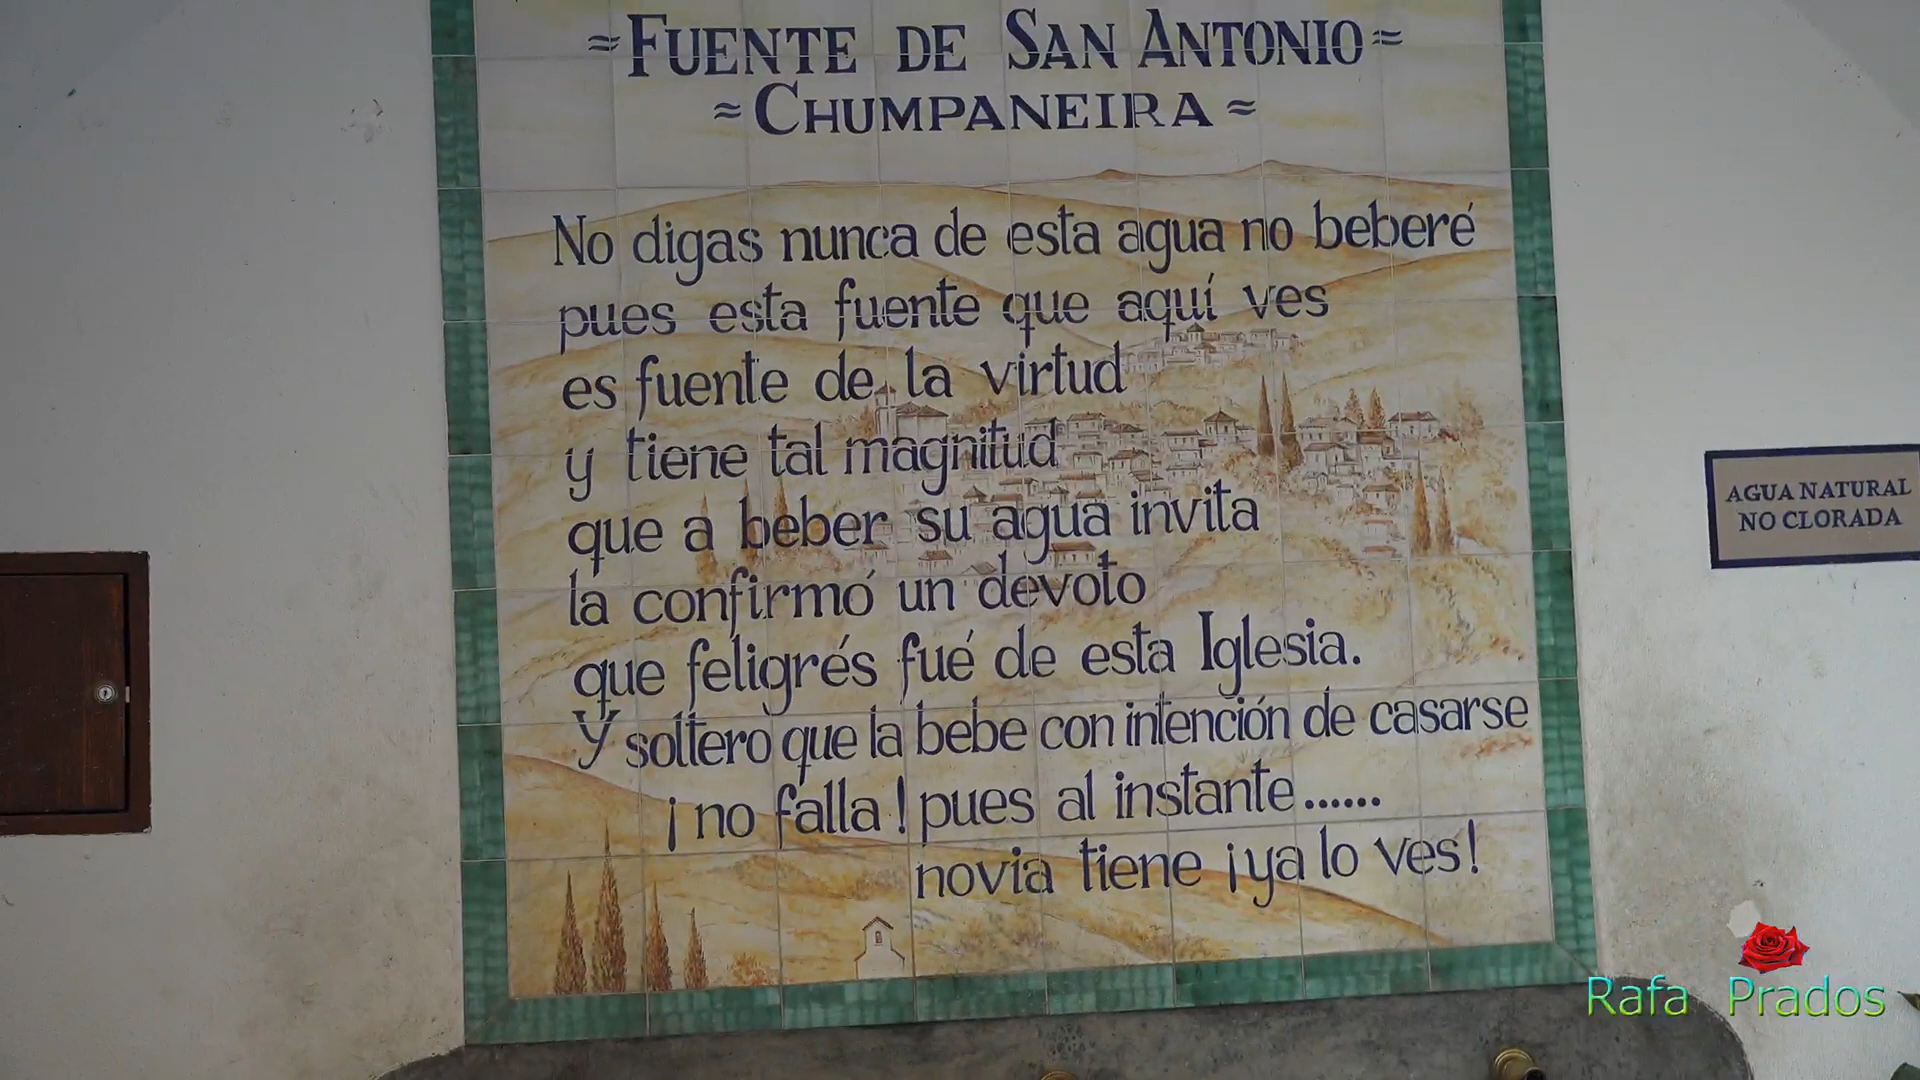 ≈FUENTE DE SAN ANTONIO≈
≈CHUMPANEIRA≈
No digas nunca de esta agua no beberé
pues esta fuente que aquí ves
es fuente de la virtud
y tiene tal magnitud
que a beber su agua invita
la confirmó un devoto
que feligrés fué de esta Iglesia.
Y soltero que la bebe con intención de casarse
¡no falla! pues al instante......
novia tiene ¡ya lo ves!
AGUA NATURAL
NO CLORADA
Rafa Prados